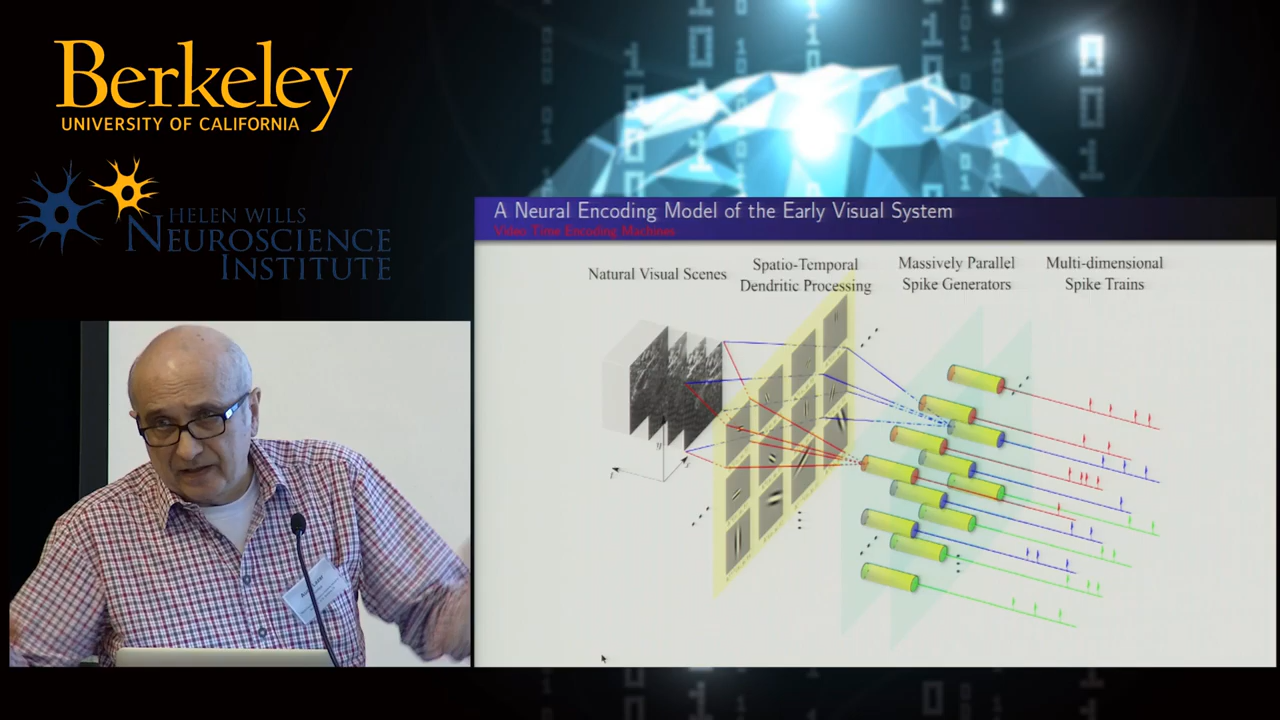 Berkeley
UNIVERSITY OF CALIFORNIA
HELEN WILLS
NEUROSCIENCE
INSTITUTE
A Neural Encoding Model of the Early Visual System
Video Time Encoding Machines
Natural Visual Scenes
Spatio-Temporal
Dendritic Processing
Massively Parallel
Spike Generators
Multi-dimensional
Spike Trains